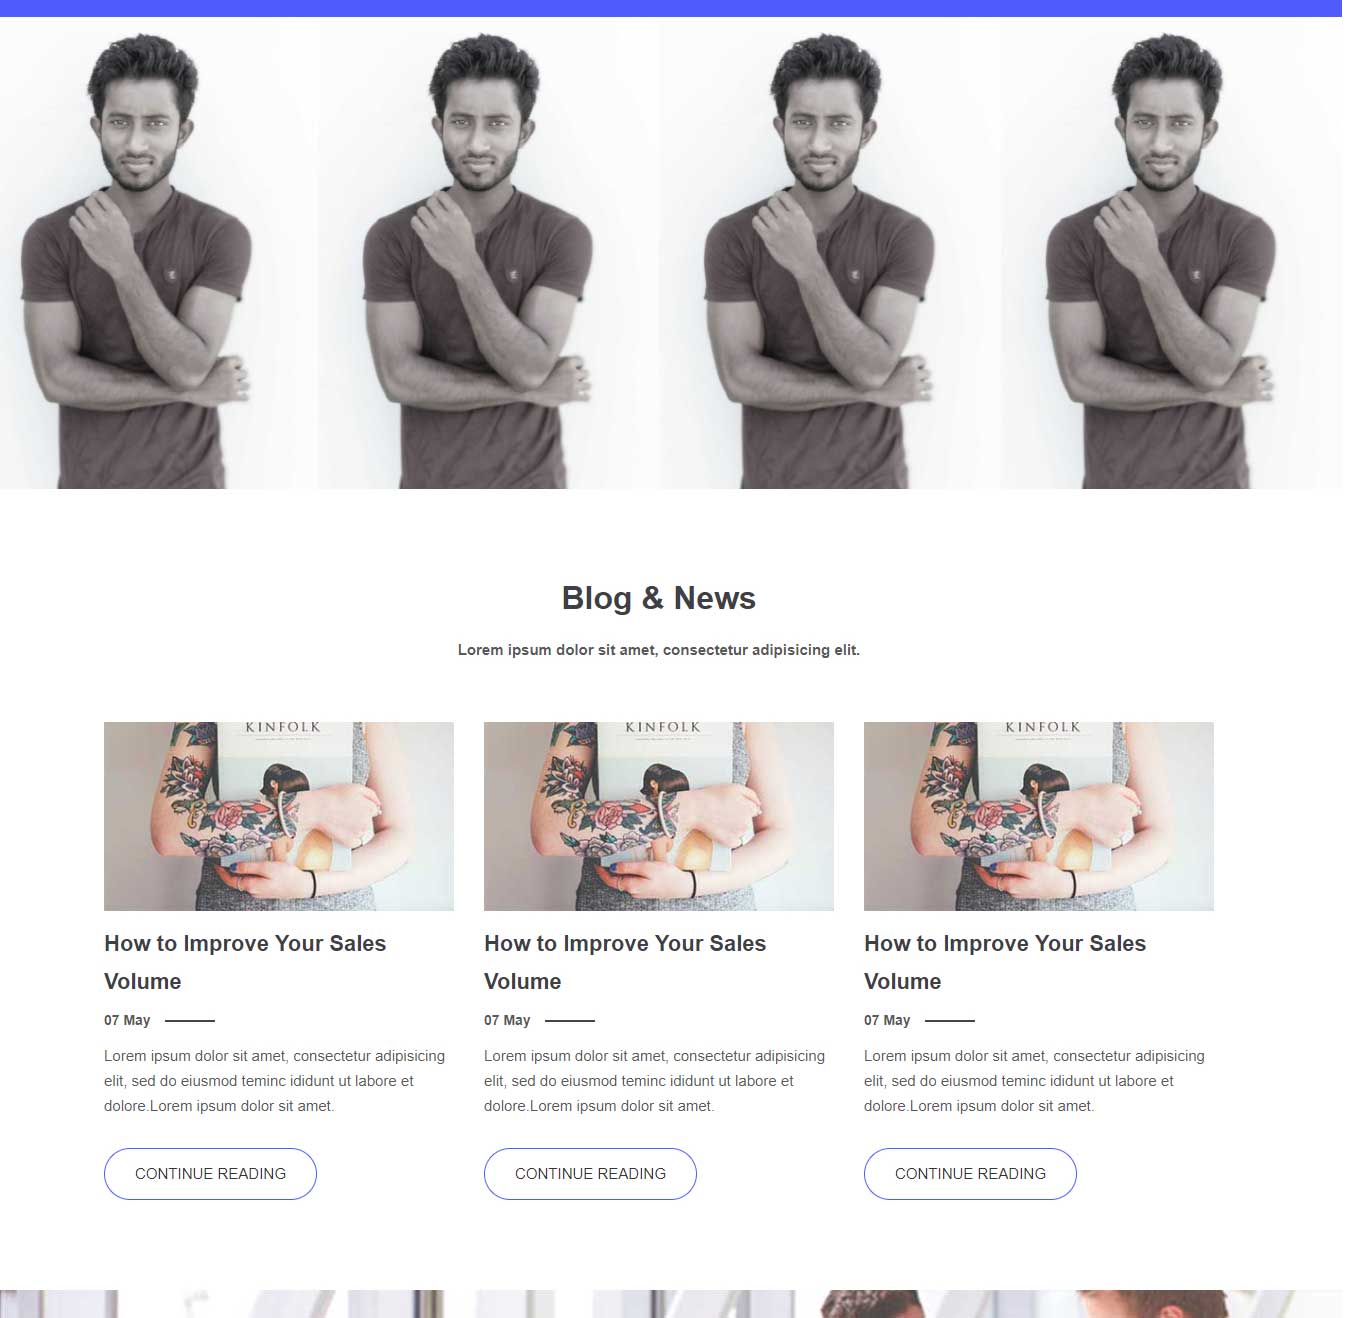 Blog & News
Lorem ipsum dolor sit amet, consectetur adipisicing elit.
KINFOLK
KINFOLK
KINFOLK
How to Improve Your Sales
Volume
07 May
Lorem ipsum dolor sit amet, consectetur adipisicing
elit, sed do eiusmod teminc ididunt ut labore et
dolore.Lorem ipsum dolor sit amet.
CONTINUE READING
How to Improve Your Sales
Volume
07 May
Lorem ipsum dolor sit amet, consectetur adipisicing
elit, sed do eiusmod teminc ididunt ut labore et
dolore.Lorem ipsum dolor sit amet.
CONTINUE READING
How to Improve Your Sales
Volume
07 May
Lorem ipsum dolor sit amet, consectetur adipisicing
elit, sed do eiusmod teminc ididunt ut labore et
dolore.Lorem ipsum dolor sit amet.
CONTINUE READING